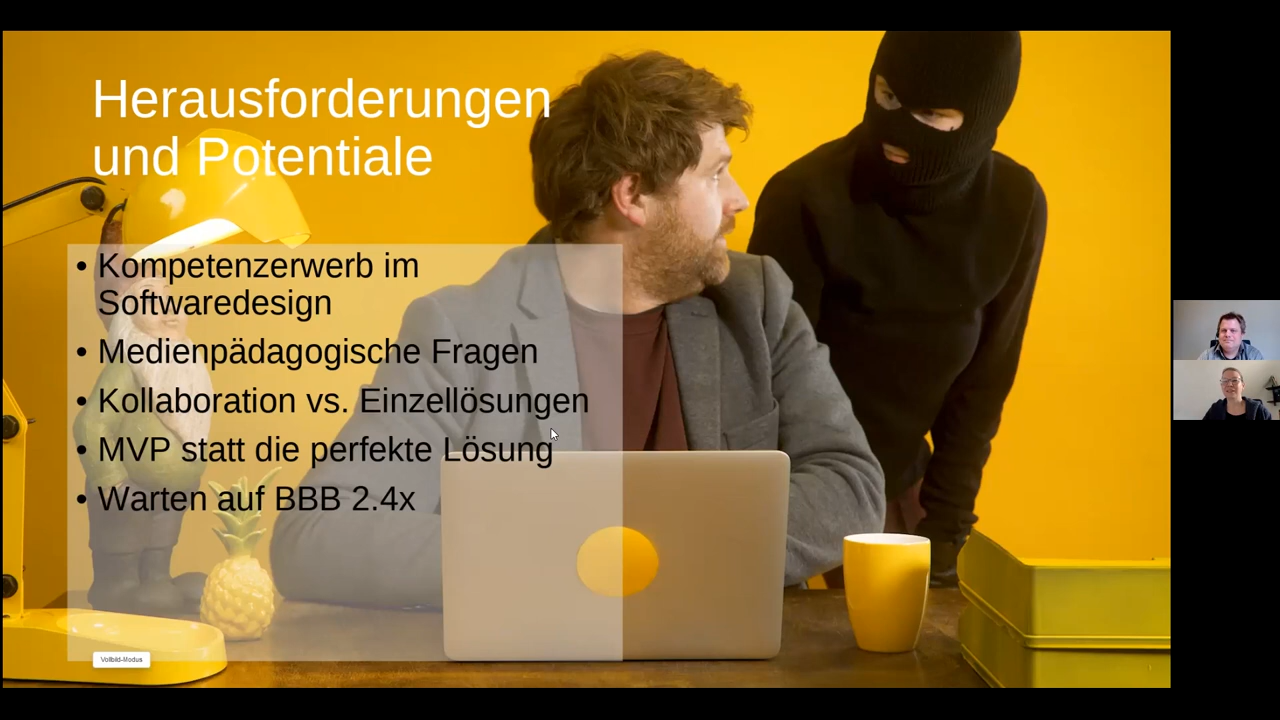 Herausforderungen
und Potentiale
• Kompetenzerwerb im
Softwaredesign
• Medienpädagogische Fragen
• Kollaboration vs. Einzellösungen
• MVP statt die perfekte Lösung
• Warten auf BBB 2.4x
Vollbild-Modus